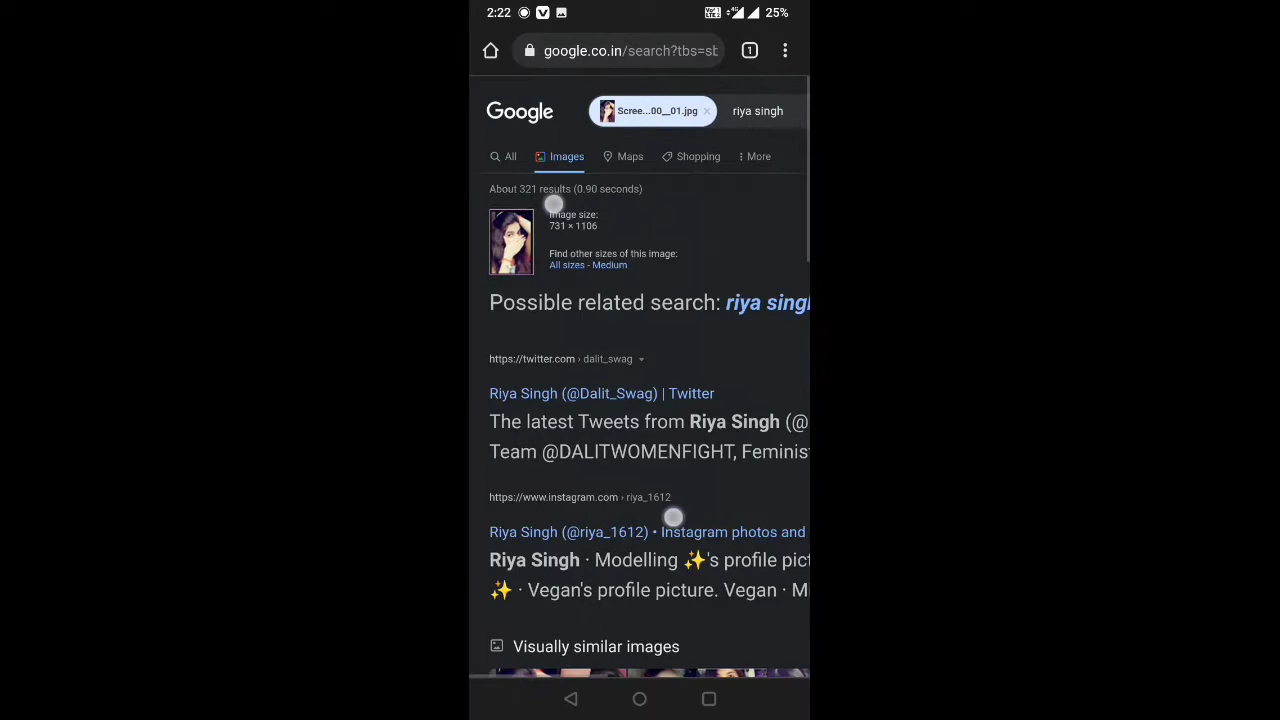 2:22 25%
google.co.in/search?tbs=sb
1
Google Scree...00__01.jpg × riya singh
All Images Maps Shopping More
About 321 results (0.90 seconds)
Image size:
731 × 1106
Find other sizes of this image:
All sizes - Medium
Possible related search: riya singh
https://twitter.com › dalit_swag
Riya Singh (@Dalit_Swag) | Twitter
The latest Tweets from Riya Singh (@
Team @DALITWOMENFIGHT, Feminis
https://www.instagram.com › riya_1612
Riya Singh (@riya_1612) • Instagram photos and
Riya Singh · Modelling ✨'s profile pict
✨ · Vegan's profile picture. Vegan · M
Visually similar images